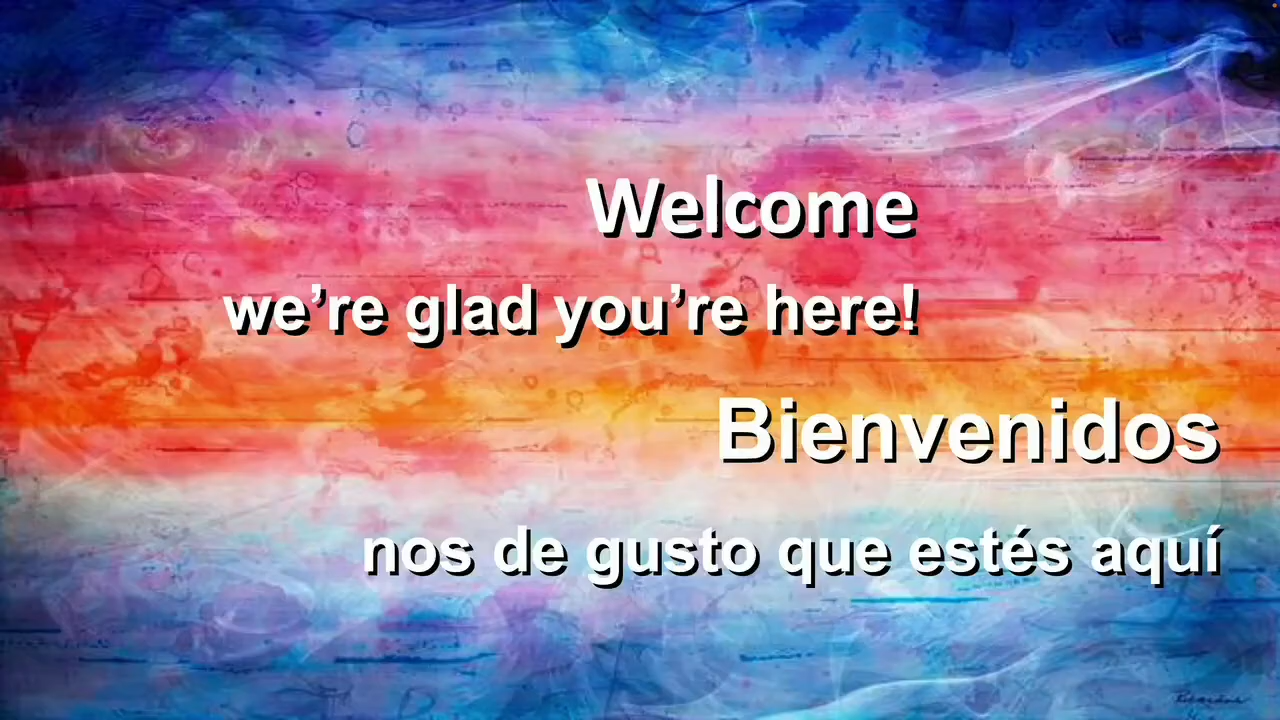 Welcome
we’re glad you’re here!
Bienvenidos
nos de gusto que estés aquí